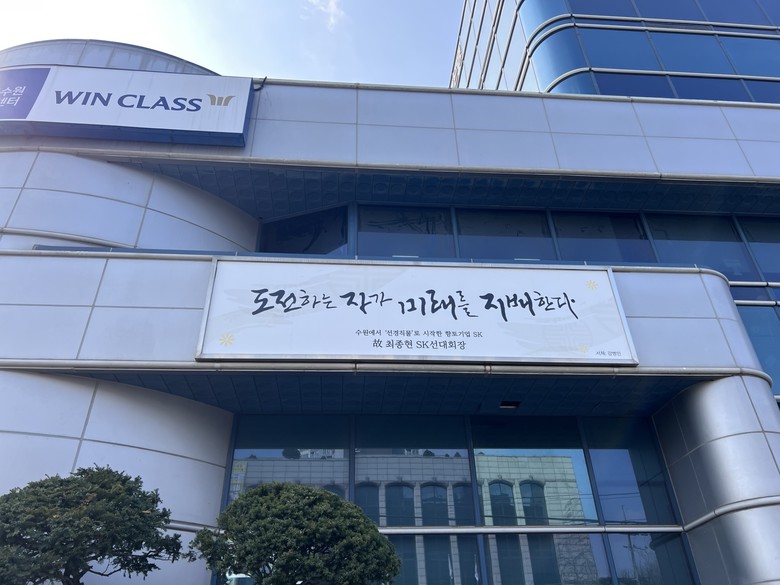 수원
센터
WIN CLASS
도전하는 자가 미래를 지배한다.
수원에서 '선경직물'로 시작한 향토기업 SK
故 최종현 SK선대회장